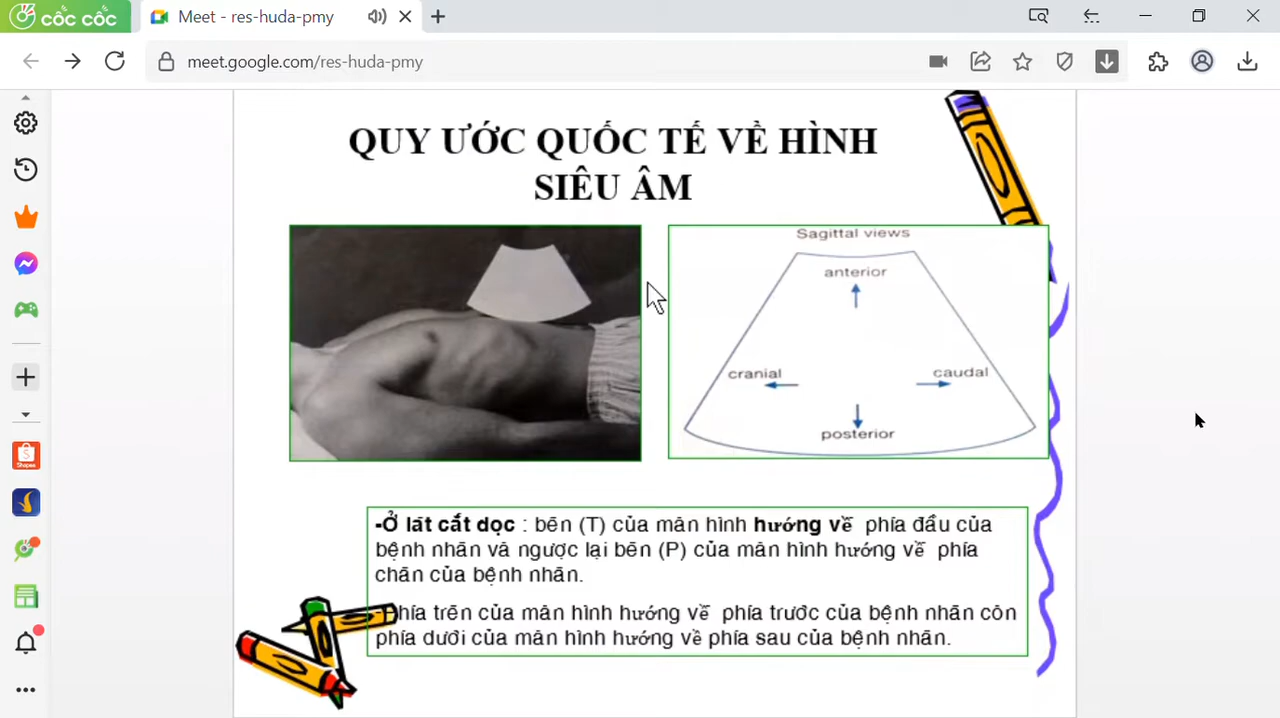 cốc cốc
Meet - res-huda-pmy
meet.google.com/res-huda-pmy
QUY ƯỚC QUỐC TẾ VỀ HÌNH
SIÊU ÂM
Sagittal views
anterior
cranial
caudal
posterior
-Ở lát cắt dọc : bên (T) của màn hình hướng về phía đầu của
bệnh nhân và ngược lại bên (P) của màn hình hướng về phía
chân của bệnh nhân.
Phía trên của màn hình hướng về phía trước của bệnh nhân còn
phía dưới của màn hình hướng về phía sau của bệnh nhân.
Shopee